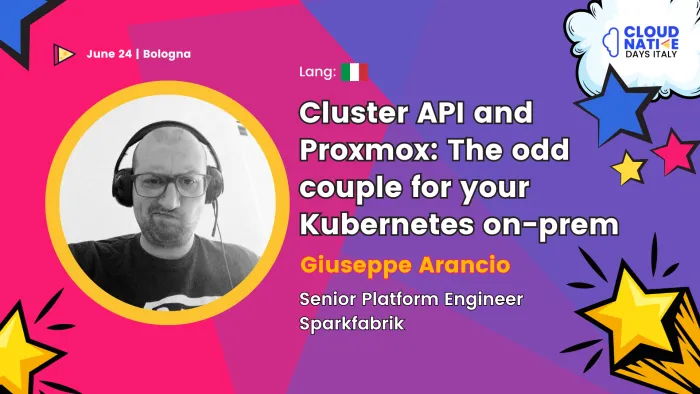 June 24 | Bologna
CLOUD
NATIVE
DAYS ITALY
Lang:
Cluster API and
Proxmox: The odd
couple for your
Kubernetes on-prem
Giuseppe Arancio
Senior Platform Engineer
Sparkfabrik